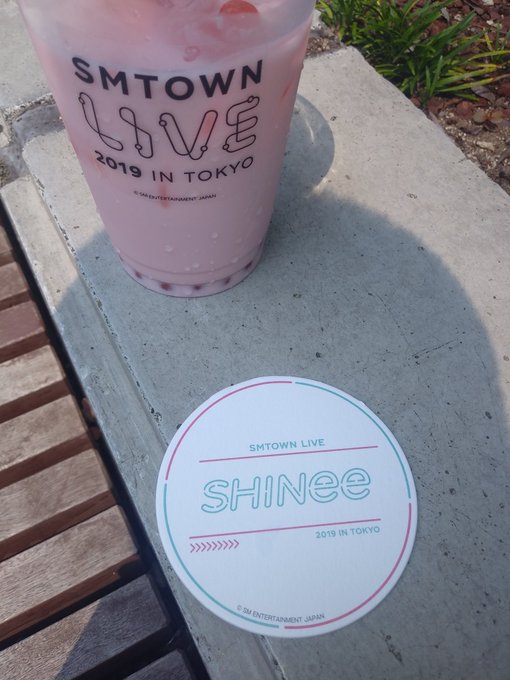 SMTOWN
LIVE
2019 IN TOKYO
© SM ENTERTAINMENT JAPAN
SMTOWN LIVE
SHINee
2019 IN TOKYO
© SM ENTERTAINMENT JAPAN